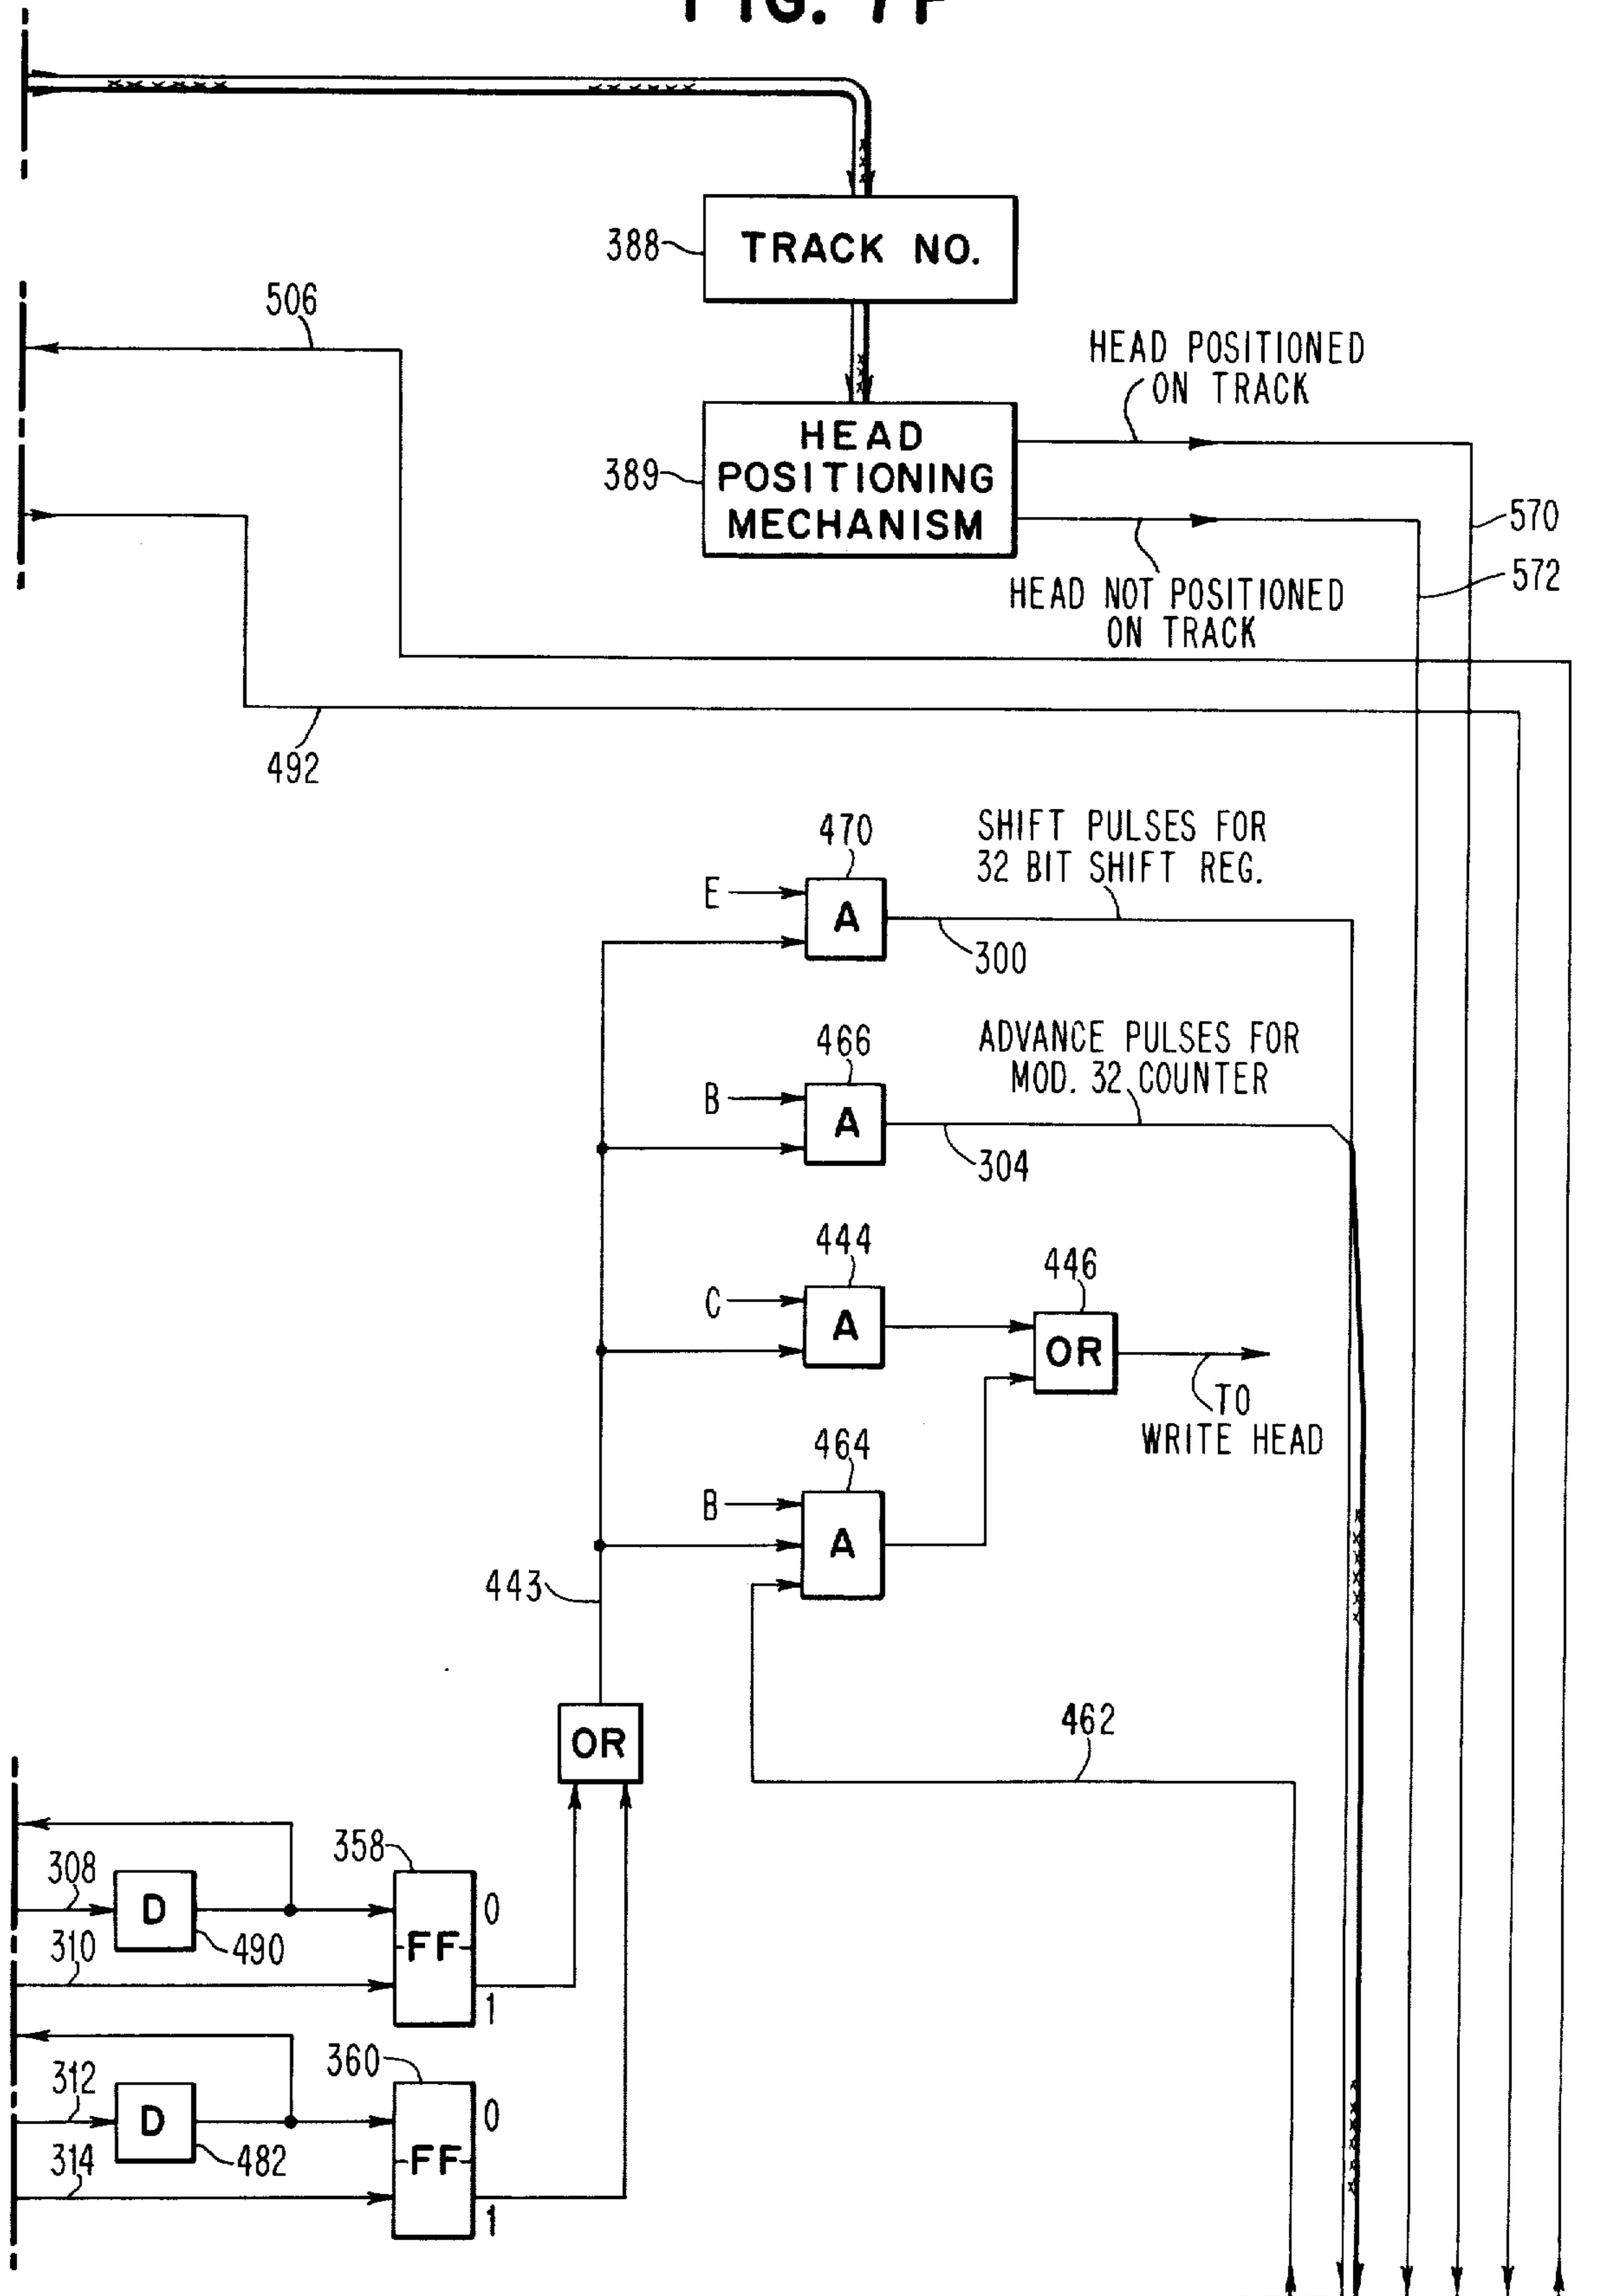 FIG. 7F
388
TRACK NO.
506
HEAD POSITIONED
ON TRACK
389
HEAD
POSITIONING
MECHANISM
570
572
HEAD NOT POSITIONED
ON TRACK
492
470
SHIFT PULSES FOR
32 BIT SHIFT REG.
E
A
300
466
ADVANCE PULSES FOR
MOD. 32 COUNTER
B
A
304
444
446
C
A
OR
TO
WRITE HEAD
464
B
A
443
462
OR
358
308
D
0
490
310
FF
1
360
312
D
0
482
314
FF
1